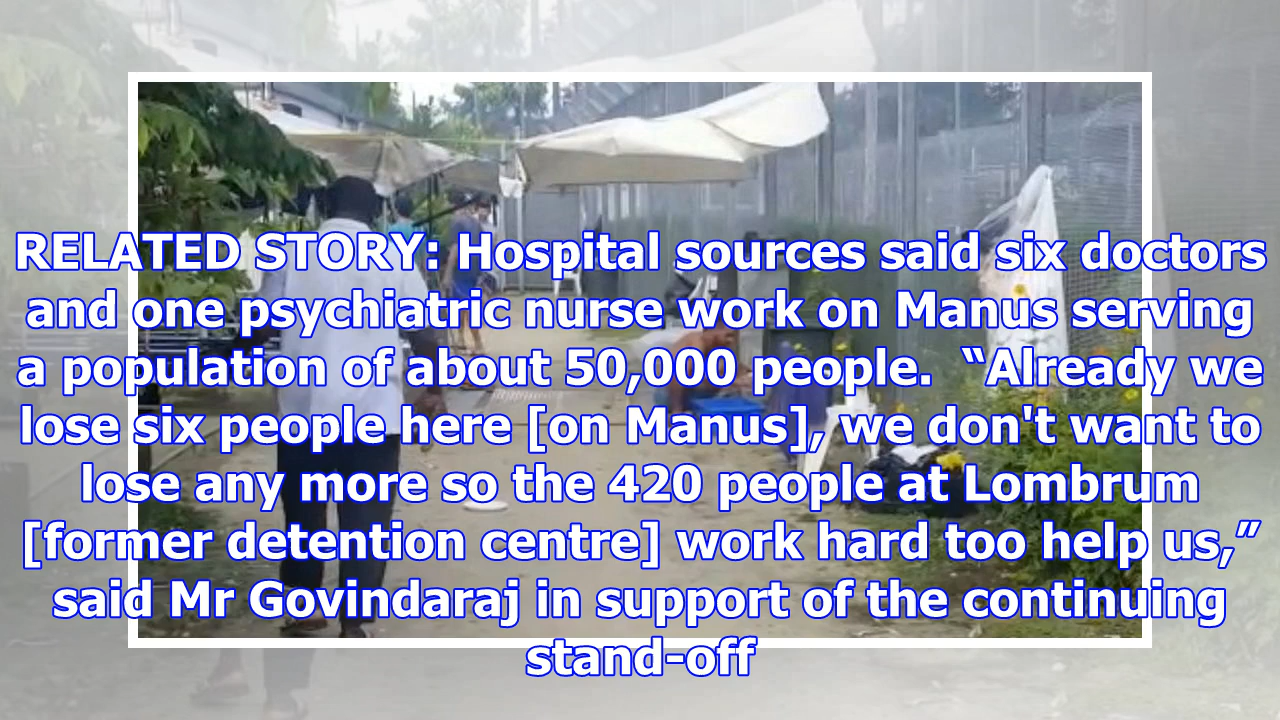 RELATED STORY: Hospital sources said six doctors
and one psychiatric nurse work on Manus serving
a population of about 50,000 people.  “Already we
lose six people here [on Manus], we don't want to
lose any more so the 420 people at Lombrum
[former detention centre] work hard too help us,”
said Mr Govindaraj in support of the continuing
stand-off